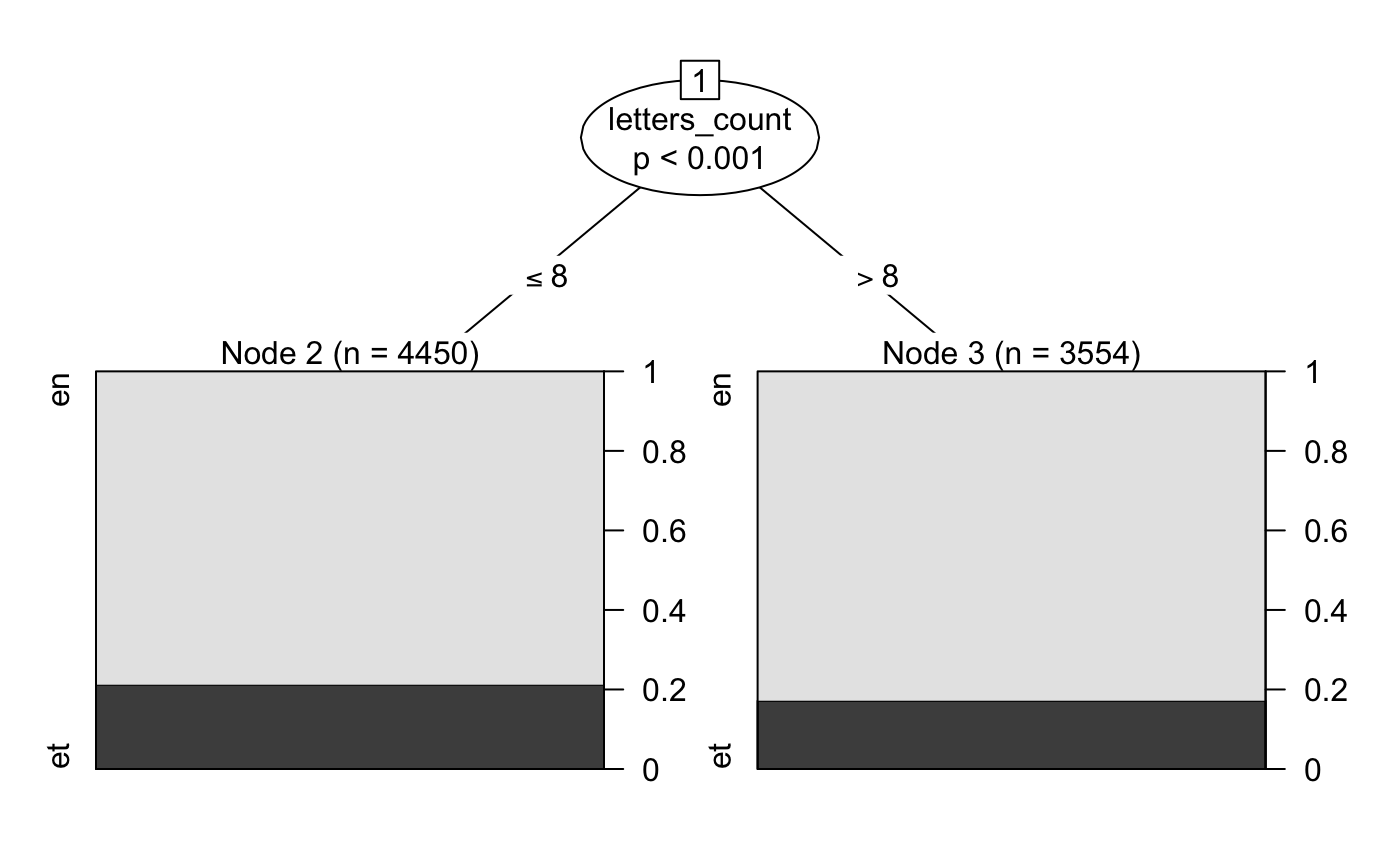 1
letters_count
p < 0.001
≤ 8
> 8
Node 2 (n = 4450)
en
et
1
0.8
0.6
0.4
0.2
0
Node 3 (n = 3554)
en
et
1
0.8
0.6
0.4
0.2
0